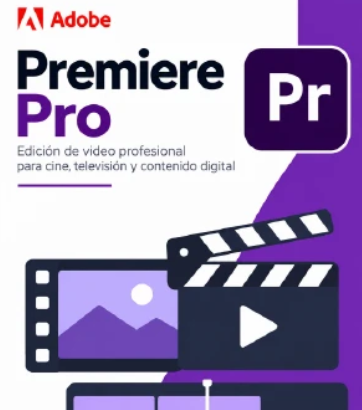 Adobe
Premiere
Pro
Pr
Edición de video profesional
para cine, televisión y contenido digital